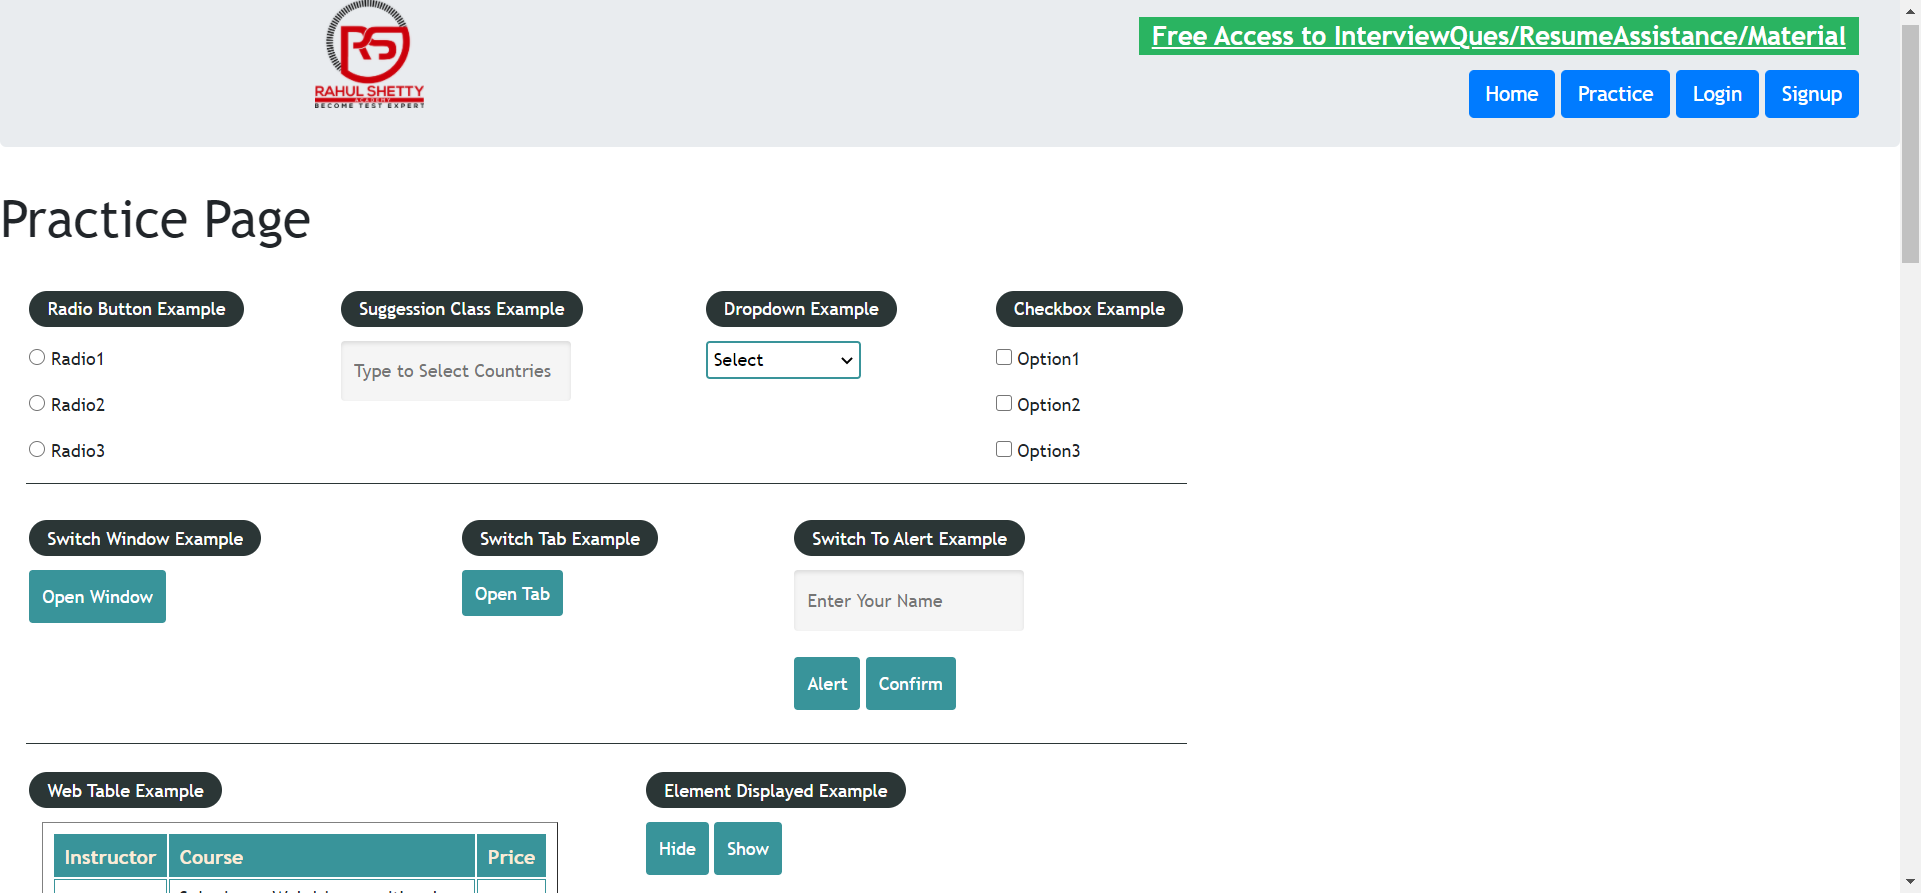 RS
RAHUL SHETTY
ACADEMY
BECOME TEST EXPERT
Free Access to InterviewQues/ResumeAssistance/Material
Home Practice Login Signup
Practice Page
Radio Button Example
Radio1
Radio2
Radio3
Suggession Class Example
Type to Select Countries
Dropdown Example
Select
Checkbox Example
Option1
Option2
Option3
Switch Window Example
Open Window
Switch Tab Example
Open Tab
Switch To Alert Example
Enter Your Name
Alert Confirm
Web Table Example
Instructor Course Price
Element Displayed Example
Hide Show